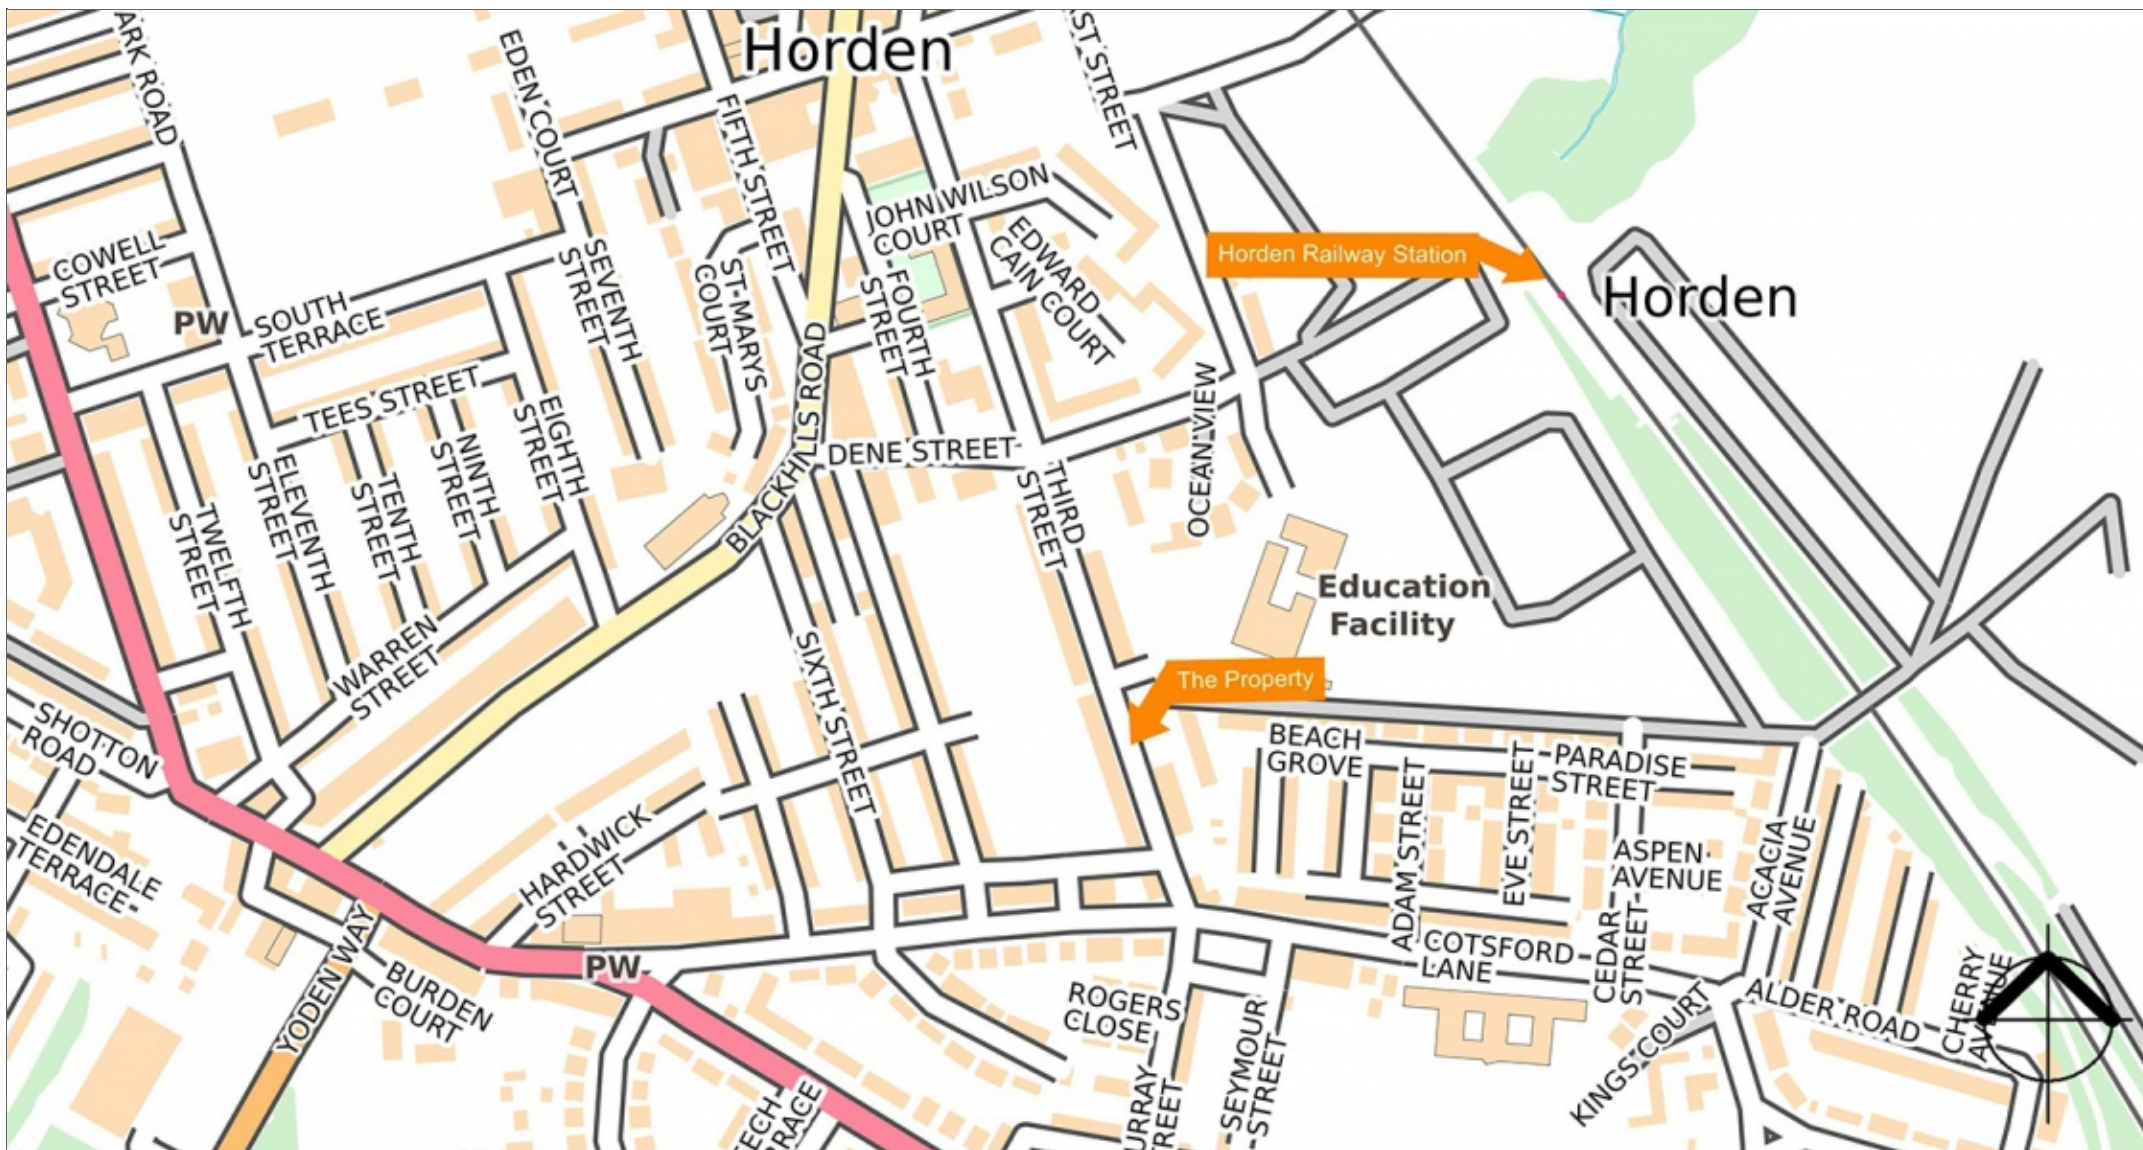 ARK ROAD
EDEN COURT
Horden
FIFTH STREET
ST STREET
JOHN WILSON
COURT
EDWARD
CAIN COURT
Horden Railway Station
Horden
COWELL
STREET
PW
SOUTH
TERRACE
SEVENTH
STREET
ST-MARYS
COURT
FOURTH
STREET
BLACKHILLS ROAD
OCEAN VIEW
TEES STREET
EIGHTH
STREET
DENE STREET
THIRD
STREET
NINTH
STREET
TENTH
STREET
ELEVENTH
STREET
TWELFTH
STREET
Education
Facility
WARREN
STREET
SIXTH STREET
The Property
SHOTTON
ROAD
BEACH
GROVE
PARADISE
STREET
ADAM STREET
EVE STREET
ASPEN
AVENUE
ACACIA
AVENUE
EDENDALE
TERRACE
HARDWICK
STREET
CEDAR
STREET
COTSFORD
LANE
PW
YODEN WAY
BURDEN
COURT
ROGERS
CLOSE
SEYMOUR
STREET
KINGS COURT
ALDER ROAD
CHERRY
AVENUE
URRAY
REET
EECH
RRACE